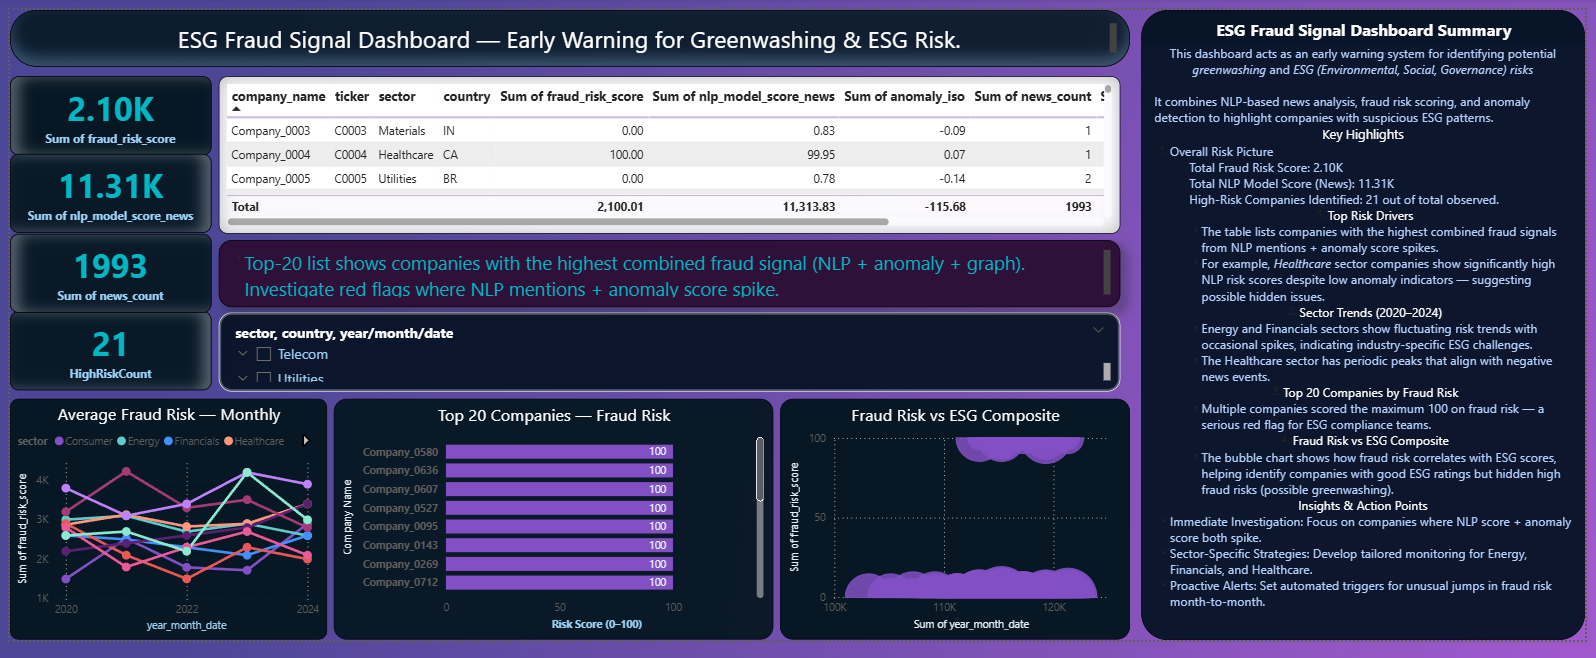 ESG Fraud Signal Dashboard — Early Warning for Greenwashing & ESG Risk.
2.10K
Sum of fraud_risk_score
11.31K
Sum of nlp_model_score_news
1993
Sum of news_count
21
HighRiskCount
company_name ticker sector country Sum of fraud_risk_score Sum of nlp_model_score_news Sum of anomaly_iso Sum of news_count
Company_0003 C0003 Materials IN 0.00 0.83 -0.09 1
Company_0004 C0004 Healthcare CA 100.00 99.95 0.07 1
Company_0005 C0005 Utilities BR 0.00 0.78 -0.14 2
Total 2,100.01 11,313.83 -115.68 1993
Top-20 list shows companies with the highest combined fraud signal (NLP + anomaly + graph).
Investigate red flags where NLP mentions + anomaly score spike.
sector, country, year/month/date
Telecom
Utilities
Average Fraud Risk — Monthly
sector Consumer Energy Financials Healthcare
Sum of fraud_risk_score
4K
3K
2K
1K
2020 2022 2024
year_month_date
Top 20 Companies — Fraud Risk
Company Name
Company_0580 100
Company_0636 100
Company_0607 100
Company_0527 100
Company_0095 100
Company_0143 100
Company_0269 100
Company_0712 100
0 50 100
Risk Score (0–100)
Fraud Risk vs ESG Composite
Sum of fraud_risk_score
100
50
0
100K 110K 120K
Sum of year_month_date
ESG Fraud Signal Dashboard Summary
This dashboard acts as an early warning system for identifying potential
greenwashing and ESG (Environmental, Social, Governance) risks
It combines NLP-based news analysis, fraud risk scoring, and anomaly
detection to highlight companies with suspicious ESG patterns.
Key Highlights
Overall Risk Picture
Total Fraud Risk Score: 2.10K
Total NLP Model Score (News): 11.31K
High-Risk Companies Identified: 21 out of total observed.
Top Risk Drivers
The table lists companies with the highest combined fraud signals
from NLP mentions + anomaly score spikes.
For example, Healthcare sector companies show significantly high
NLP risk scores despite low anomaly indicators — suggesting
possible hidden issues.
Sector Trends (2020–2024)
Energy and Financials sectors show fluctuating risk trends with
occasional spikes, indicating industry-specific ESG challenges.
The Healthcare sector has periodic peaks that align with negative
news events.
Top 20 Companies by Fraud Risk
Multiple companies scored the maximum 100 on fraud risk — a
serious red flag for ESG compliance teams.
Fraud Risk vs ESG Composite
The bubble chart shows how fraud risk correlates with ESG scores,
helping identify companies with good ESG ratings but hidden high
fraud risks (possible greenwashing).
Insights & Action Points
Immediate Investigation: Focus on companies where NLP score + anomaly
score both spike.
Sector-Specific Strategies: Develop tailored monitoring for Energy,
Financials, and Healthcare.
Proactive Alerts: Set automated triggers for unusual jumps in fraud risk
month-to-month.